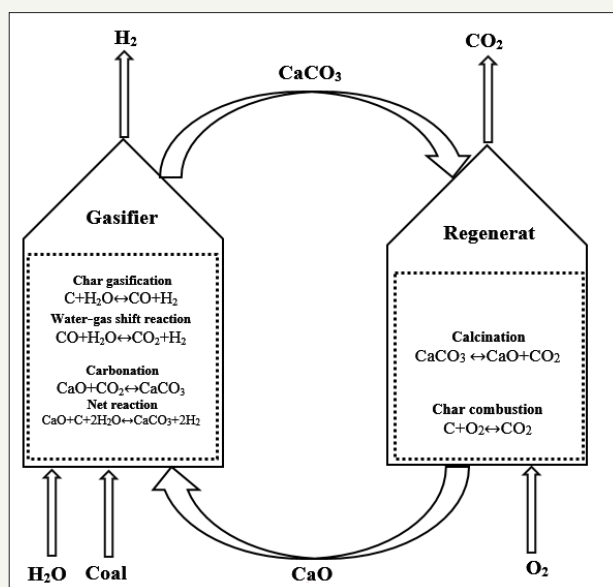 H₂
CO₂
CaCO₃
Gasifier
Regenerat
Char gasification
C+H₂O↔CO+H₂
Water-gas shift reaction
CO+H₂O↔CO₂+H₂
Carbonation
CaO+CO₂↔CaCO₃
Net reaction
CaO+C+2H₂O↔CaCO₃+2H₂
Calcination
CaCO₃ ↔CaO+CO₂
Char combustion
C+O₂↔CO₂
H₂O
Coal
CaO
O₂